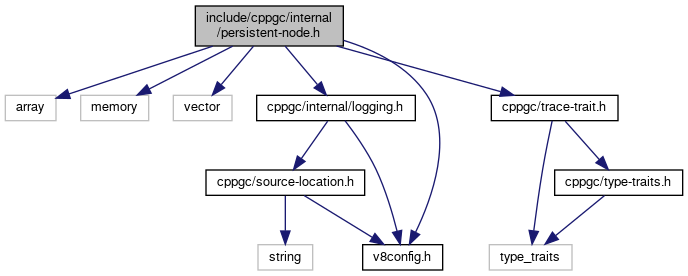 include/cppgc/internal
/persistent-node.h
array
memory
vector
cppgc/internal/logging.h
cppgc/trace-trait.h
cppgc/source-location.h
cppgc/type-traits.h
string
v8config.h
type_traits